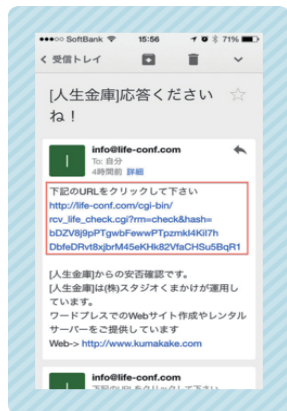 SoftBank 15:56 71%
受信トレイ
[人生金庫]応答ください
ね！
info@life-conf.com
To: 自分
4時間前 詳細
下記のURLをクリックして下さい
http://life-conf.com/cgi-bin/
rcv_life_check.cgi?rm=check&hash=
bDZV8j9pPTgwbFewwPTpzmkl4Kil7h
DbfeDRvt8xjbrM45eKHk82VfaCHSu5BqR1
[人生金庫]からの安否確認です。
[人生金庫]は(株)スタジオくまかけが運用し
ています。
ワードプレスでのWebサイト作成やレンタル
サーバーをご提供しています
Web-> http://www.kumakake.com
info@life-conf.com
下記のURLをクリックして下さい